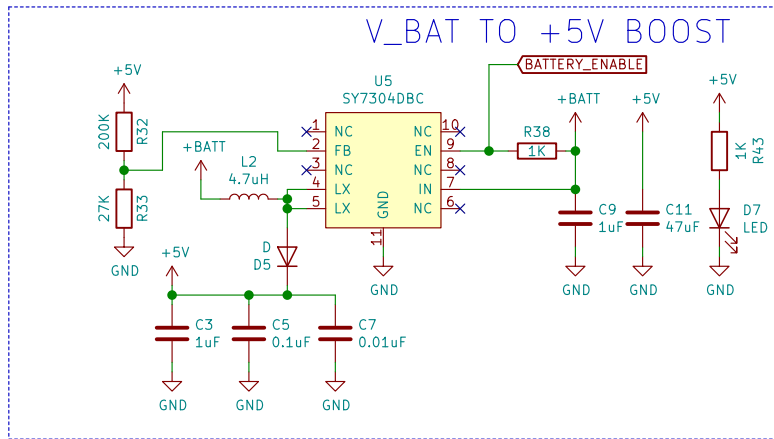 V_BAT TO +5V BOOST
BATTERY_ENABLE
+5V
200K
R32
27K
R33
GND
+BATT
L2
4.7uH
U5
SY7304DBC
1 NC
2 FB
3 NC
4 LX
5 LX
NC 10
EN 9
NC 8
IN 7
NC 6
GND
11
GND
R38
1K
+BATT
C9
1uF
GND
+5V
C11
47uF
GND
+5V
1K
R43
D7
LED
GND
D
D5
+5V
C3
1uF
GND
C5
0.1uF
GND
C7
0.01uF
GND